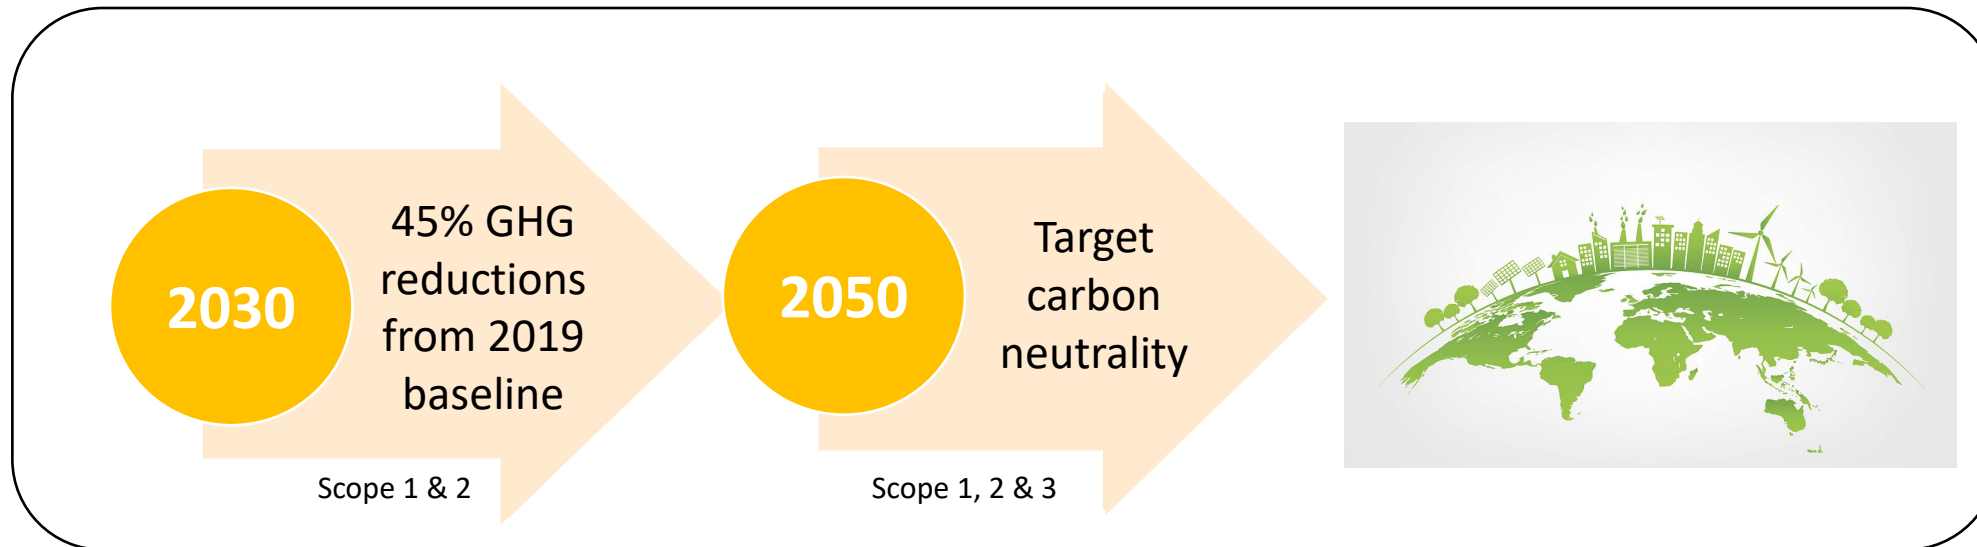 2030
45% GHG
reductions
from 2019
baseline
Scope 1 & 2
2050
Target
carbon
neutrality
Scope 1, 2 & 3